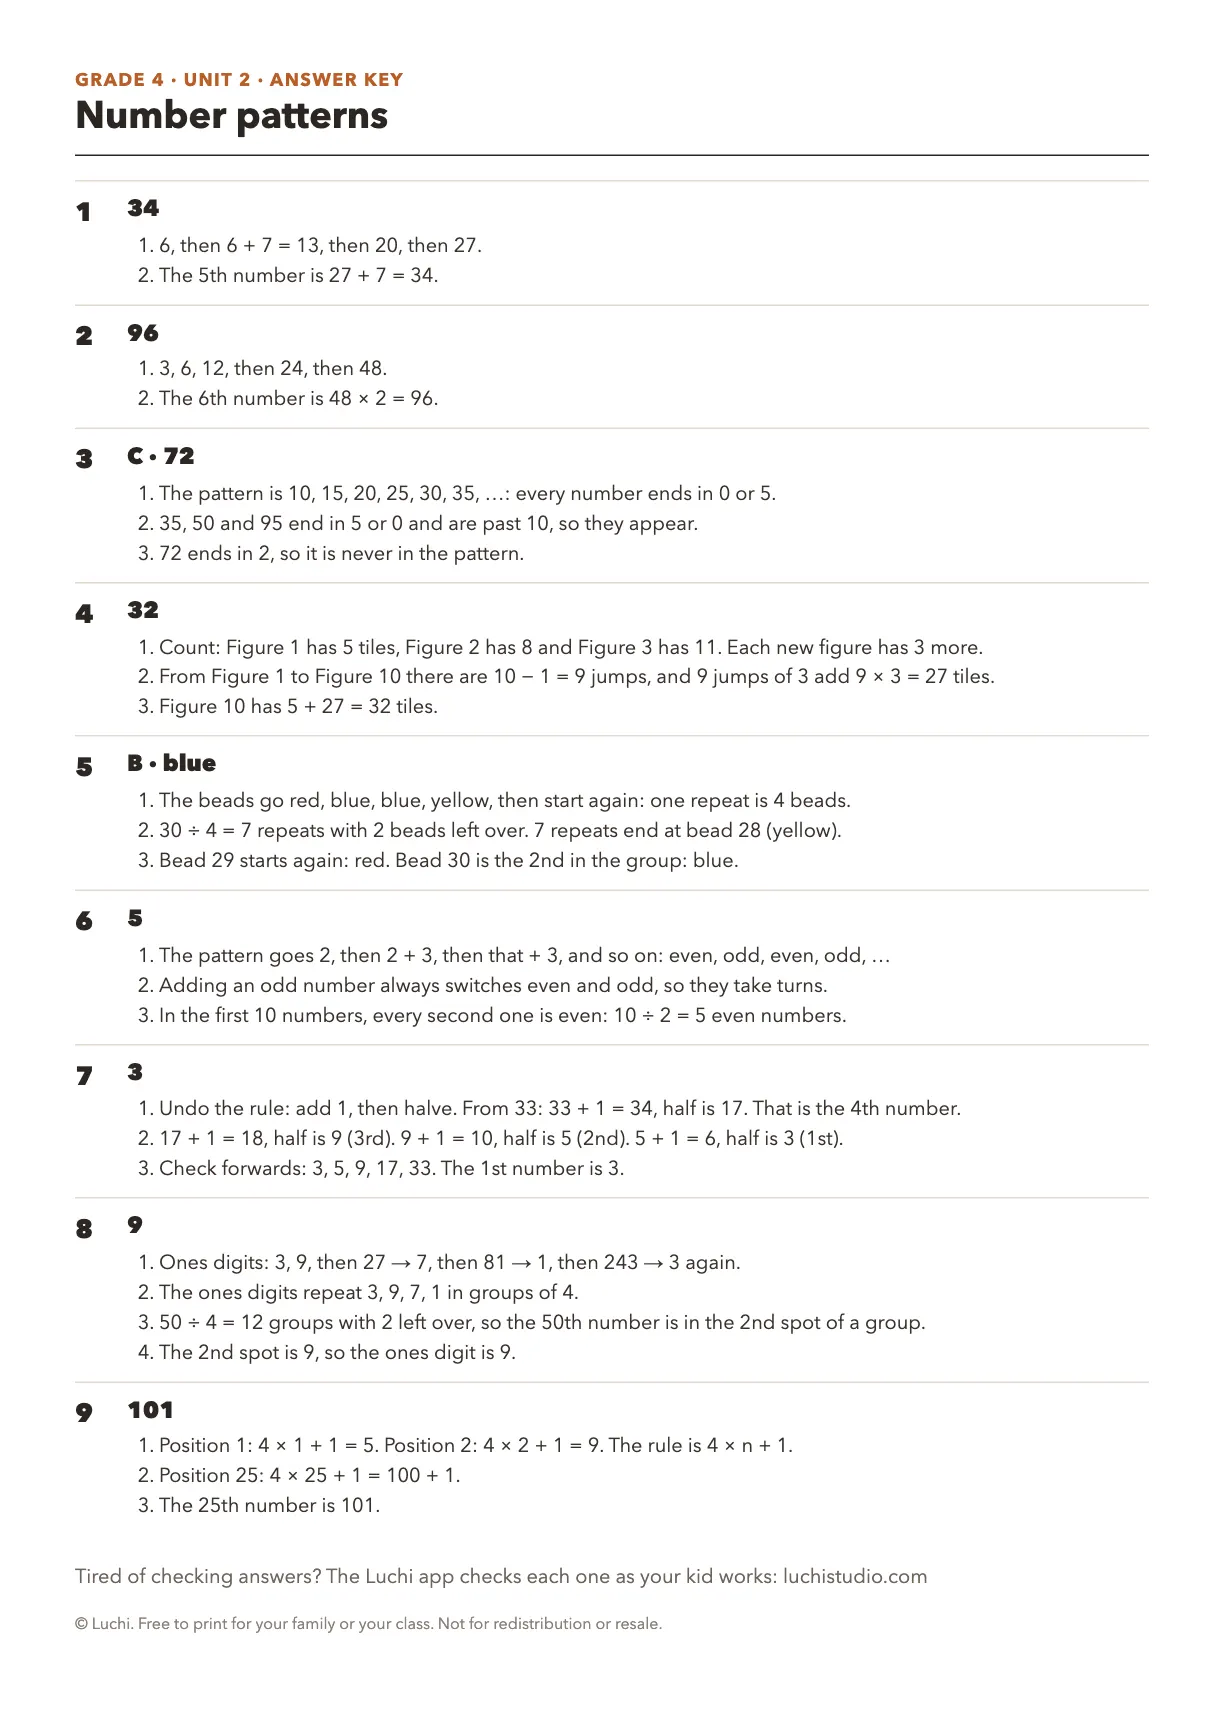 GRADE 4 · UNIT 2 · ANSWER KEY
Number patterns
1 34
1. 6, then 6 + 7 = 13, then 20, then 27.
2. The 5th number is 27 + 7 = 34.
2 96
1. 3, 6, 12, then 24, then 48.
2. The 6th number is 48 × 2 = 96.
3 C · 72
1. The pattern is 10, 15, 20, 25, 30, 35, …: every number ends in 0 or 5.
2. 35, 50 and 95 end in 5 or 0 and are past 10, so they appear.
3. 72 ends in 2, so it is never in the pattern.
4 32
1. Count: Figure 1 has 5 tiles, Figure 2 has 8 and Figure 3 has 11. Each new figure has 3 more.
2. From Figure 1 to Figure 10 there are 10 − 1 = 9 jumps, and 9 jumps of 3 add 9 × 3 = 27 tiles.
3. Figure 10 has 5 + 27 = 32 tiles.
5 B · blue
1. The beads go red, blue, blue, yellow, then start again: one repeat is 4 beads.
2. 30 ÷ 4 = 7 repeats with 2 beads left over. 7 repeats end at bead 28 (yellow).
3. Bead 29 starts again: red. Bead 30 is the 2nd in the group: blue.
6 5
1. The pattern goes 2, then 2 + 3, then that + 3, and so on: even, odd, even, odd, …
2. Adding an odd number always switches even and odd, so they take turns.
3. In the first 10 numbers, every second one is even: 10 ÷ 2 = 5 even numbers.
7 3
1. Undo the rule: add 1, then halve. From 33: 33 + 1 = 34, half is 17. That is the 4th number.
2. 17 + 1 = 18, half is 9 (3rd). 9 + 1 = 10, half is 5 (2nd). 5 + 1 = 6, half is 3 (1st).
3. Check forwards: 3, 5, 9, 17, 33. The 1st number is 3.
8 9
1. Ones digits: 3, 9, then 27 → 7, then 81 → 1, then 243 → 3 again.
2. The ones digits repeat 3, 9, 7, 1 in groups of 4.
3. 50 ÷ 4 = 12 groups with 2 left over, so the 50th number is in the 2nd spot of a group.
4. The 2nd spot is 9, so the ones digit is 9.
9 101
1. Position 1: 4 × 1 + 1 = 5. Position 2: 4 × 2 + 1 = 9. The rule is 4 × n + 1.
2. Position 25: 4 × 25 + 1 = 100 + 1.
3. The 25th number is 101.
Tired of checking answers? The Luchi app checks each one as your kid works: luchistudio.com
© Luchi. Free to print for your family or your class. Not for redistribution or resale.